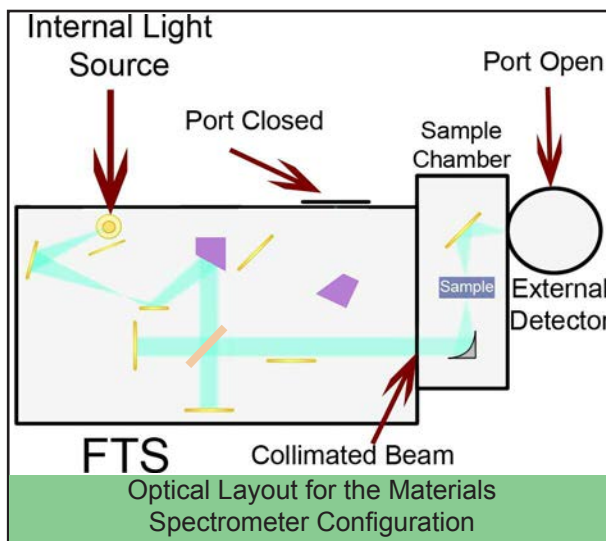 Internal Light
Source
Port Closed
Port Open
Sample
Chamber
Sample
External
Detector
FTS
Collimated Beam
Optical Layout for the Materials
Spectrometer Configuration